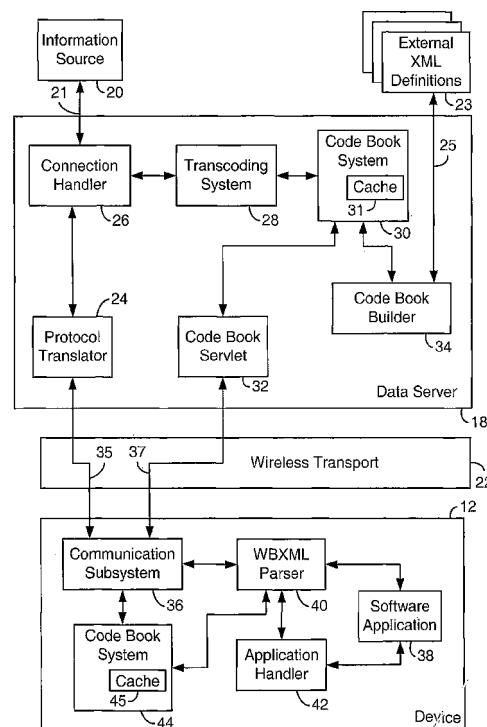 Information
Source
20
21
External
XML
Definitions
23
25
Connection
Handler
26
Transcoding
System
28
Code Book
System
Cache
31
30
24
Protocol
Translator
Code Book
Servlet
32
Code Book
Builder
34
Data Server
18
35
37
Wireless Transport
22
12
Communication
Subsystem
36
WBXML
Parser
40
Software
Application
38
Code Book
System
Cache
45
44
Application
Handler
42
Device